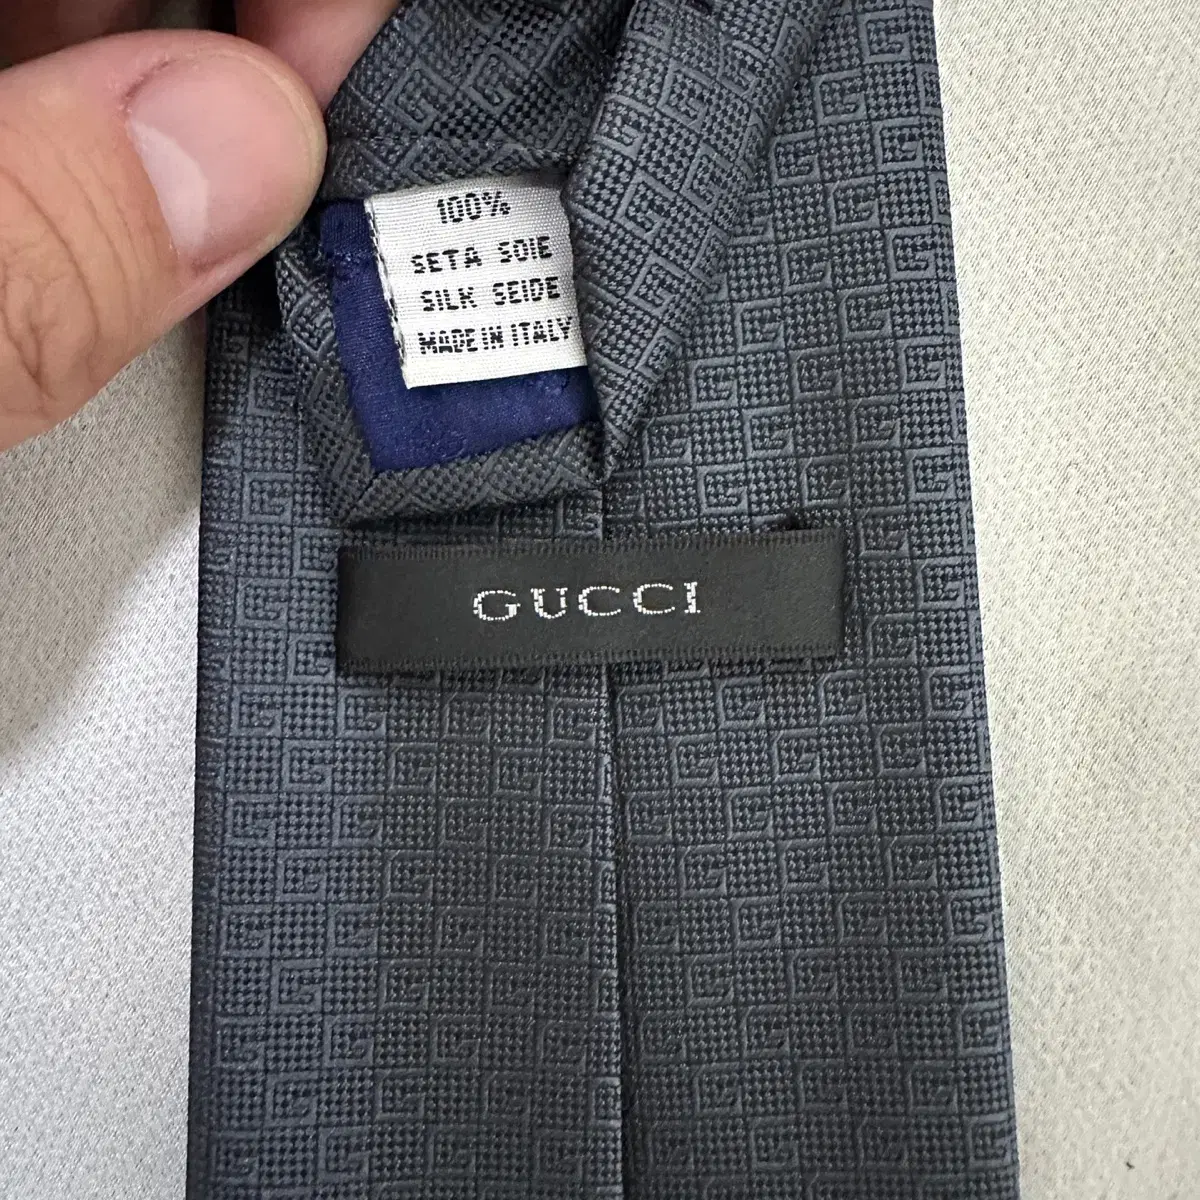 100%
SETA SOIE
SILK SEIDE
MADE IN ITALY
GUCCI